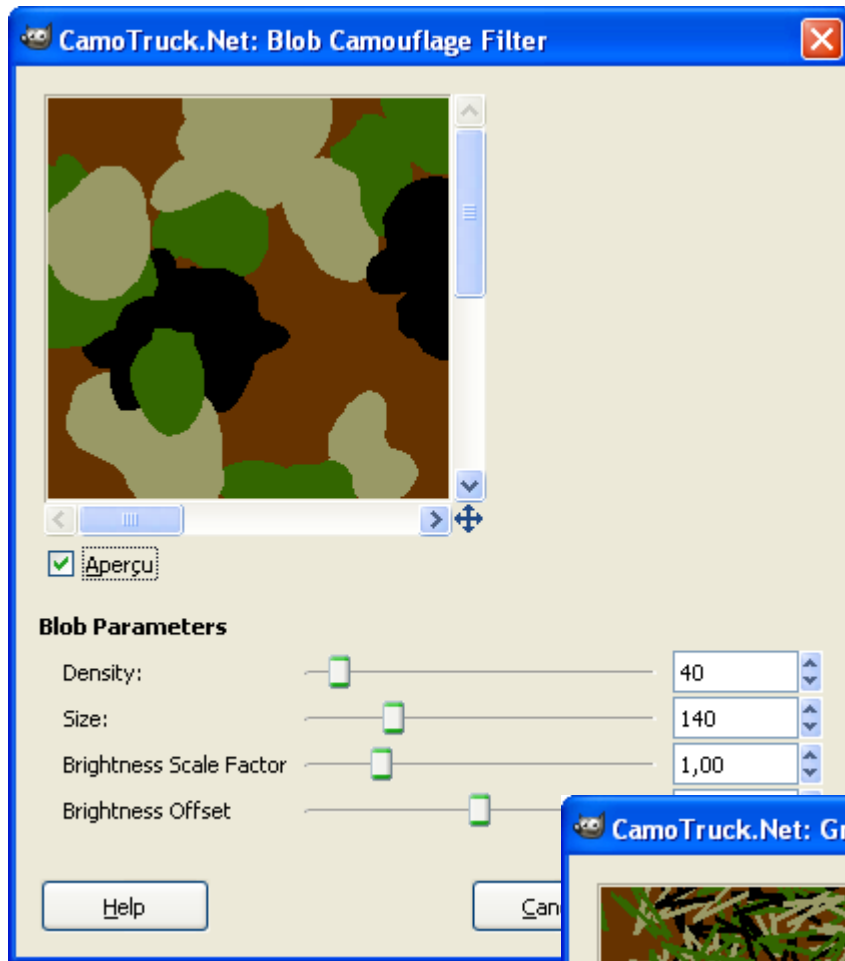 CamoTruck.Net: Blob Camouflage Filter
Aperçu
Blob Parameters
Density: 40
Size: 140
Brightness Scale Factor 1,00
Brightness Offset
Help
CamoTruck.Net: